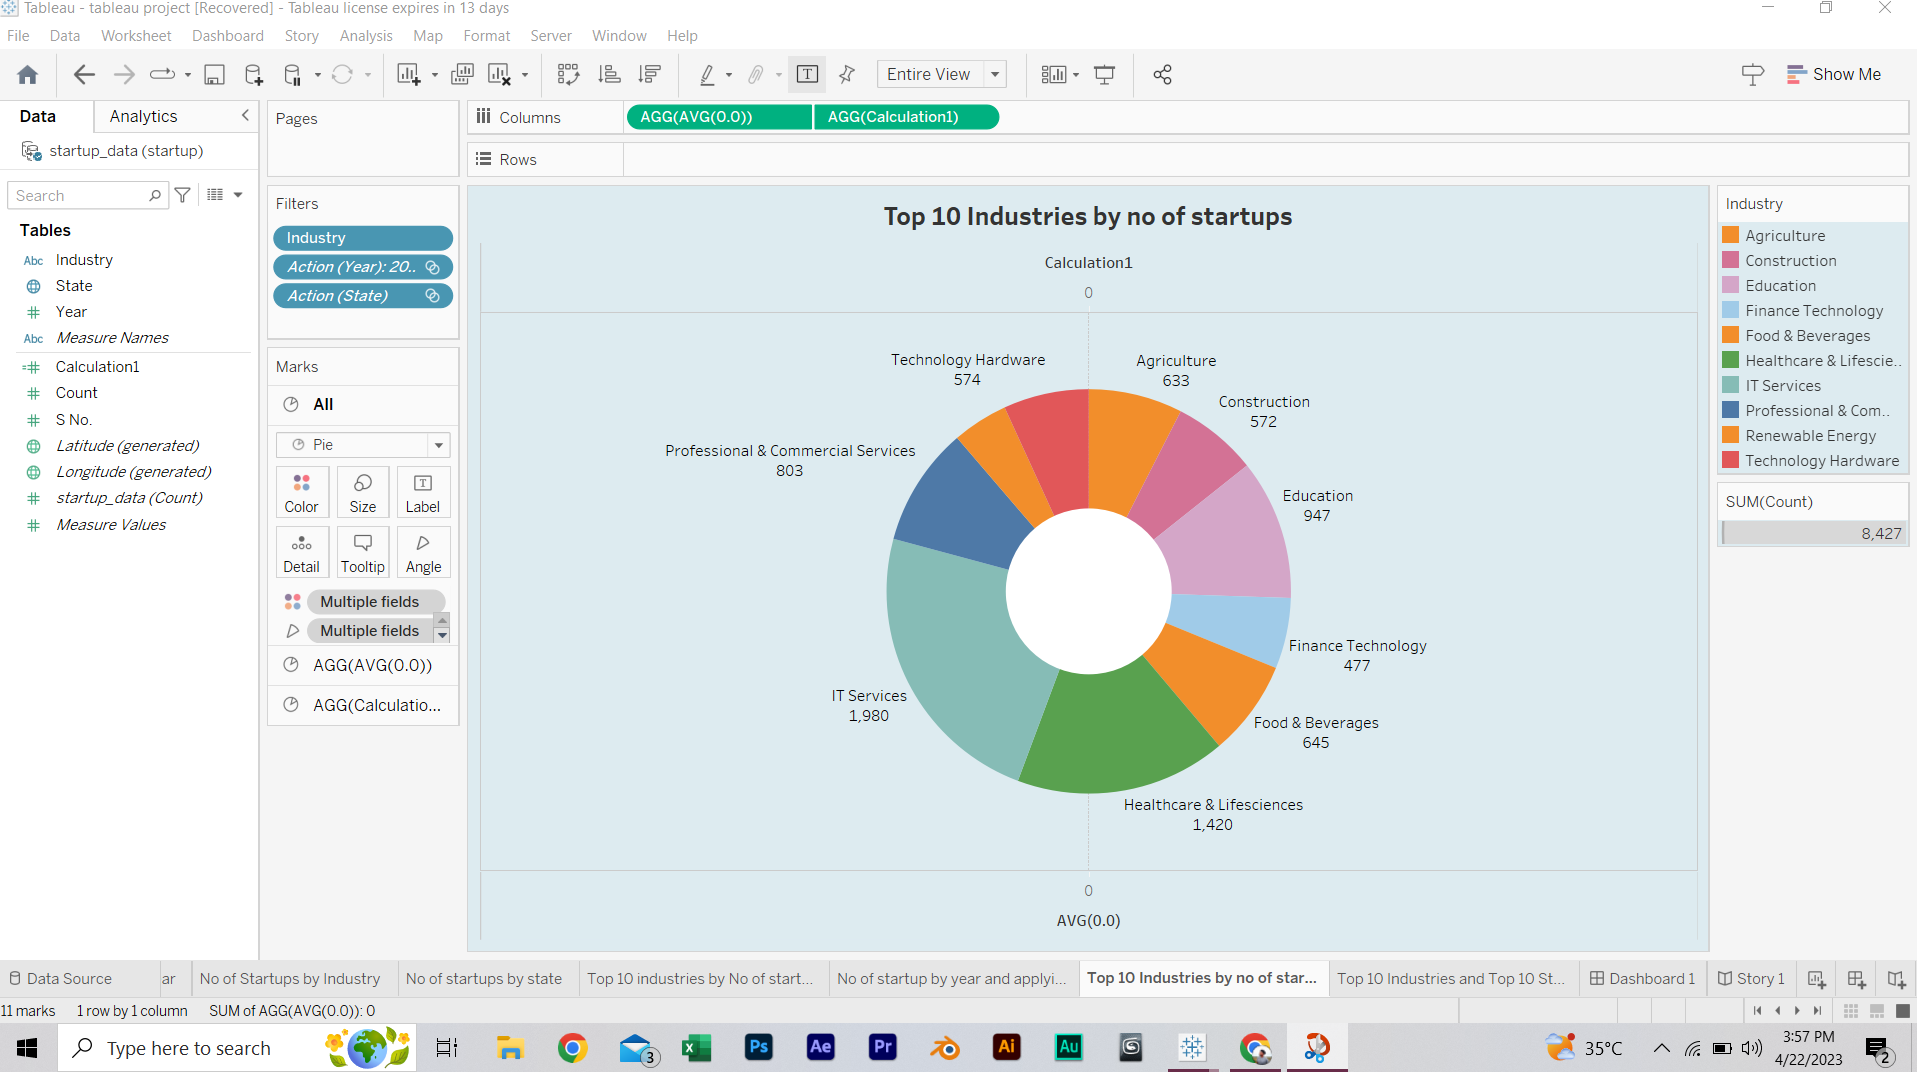 Tableau - tableau project [Recovered] - Tableau license expires in 13 days
File Data Worksheet Dashboard Story Analysis Map Format Server Window Help
T Entire View Show Me
Data Analytics
startup_data (startup)
Search
Tables
Abc Industry
State
# Year
Abc Measure Names
=# Calculation1
# Count
# S No.
Latitude (generated)
Longitude (generated)
# startup_data (Count)
# Measure Values
Pages
Filters
Industry
Action (Year): 20..
Action (State)
Marks
All
Pie
Color Size Label
Detail Tooltip Angle
Multiple fields
Multiple fields
AGG(AVG(0.0))
AGG(Calculatio...
Columns AGG(AVG(0.0)) AGG(Calculation1)
Rows
Top 10 Industries by no of startups
Calculation1
0
Technology Hardware
574
Agriculture
633
Construction
572
Professional & Commercial Services
803
Education
947
Finance Technology
477
IT Services
1,980
Food & Beverages
645
Healthcare & Lifesciences
1,420
0
AVG(0.0)
Industry
Agriculture
Construction
Education
Finance Technology
Food & Beverages
Healthcare & Lifescie..
IT Services
Professional & Com..
Renewable Energy
Technology Hardware
SUM(Count)
8,427
Data Source ar No of Startups by Industry No of startups by state Top 10 industries by No of start... No of startup by year and applyi... Top 10 Industries by no of star... Top 10 Industries and Top 10 St... Dashboard 1 Story 1
11 marks 1 row by 1 column SUM of AGG(AVG(0.0)): 0
Type here to search 3 Ps Ae Pr Ai Au 35°C 3:57 PM
4/22/2023 2